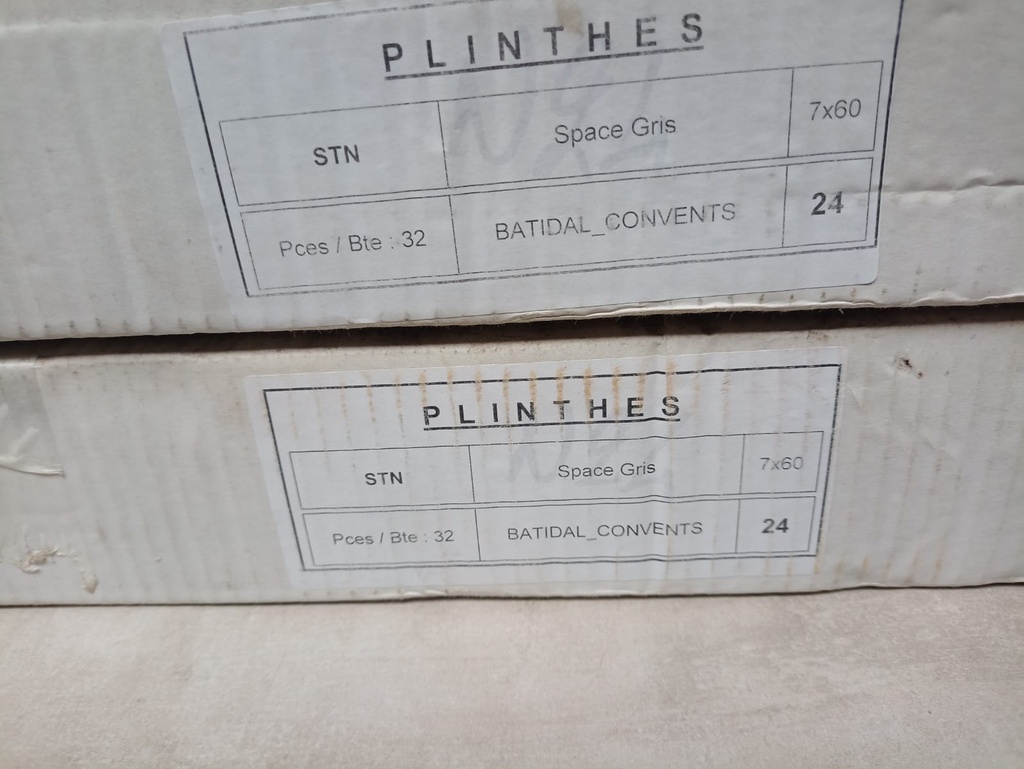 PLINTHES
STN Space Gris 7x60
Pces / Bte : 32 BATIDAL_CONVENTS 24
PLINTHES
STN Space Gris 7x60
Pces / Bte : 32 BATIDAL_CONVENTS 24